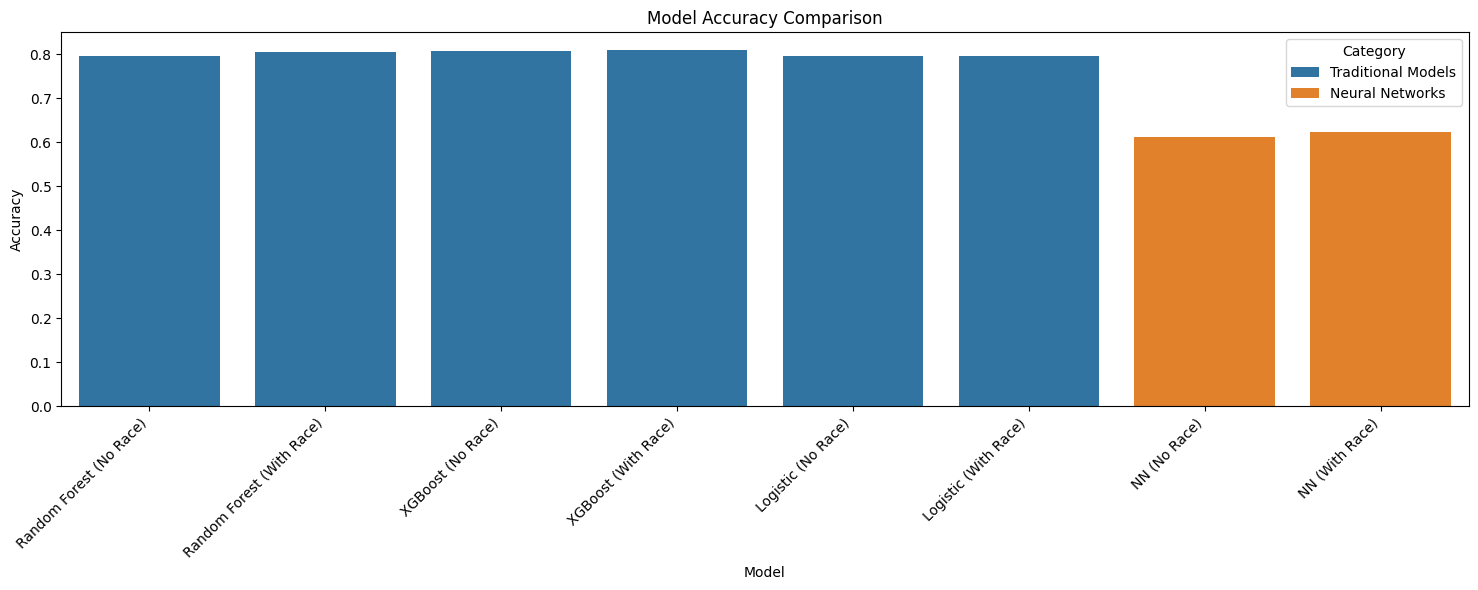 Model Accuracy Comparison
Category
Traditional Models
Neural Networks
Accuracy
0.8
0.7
0.6
0.5
0.4
0.3
0.2
0.1
0.0
Random Forest (No Race)
Random Forest (With Race)
XGBoost (No Race)
XGBoost (With Race)
Logistic (No Race)
Logistic (With Race)
NN (No Race)
NN (With Race)
Model